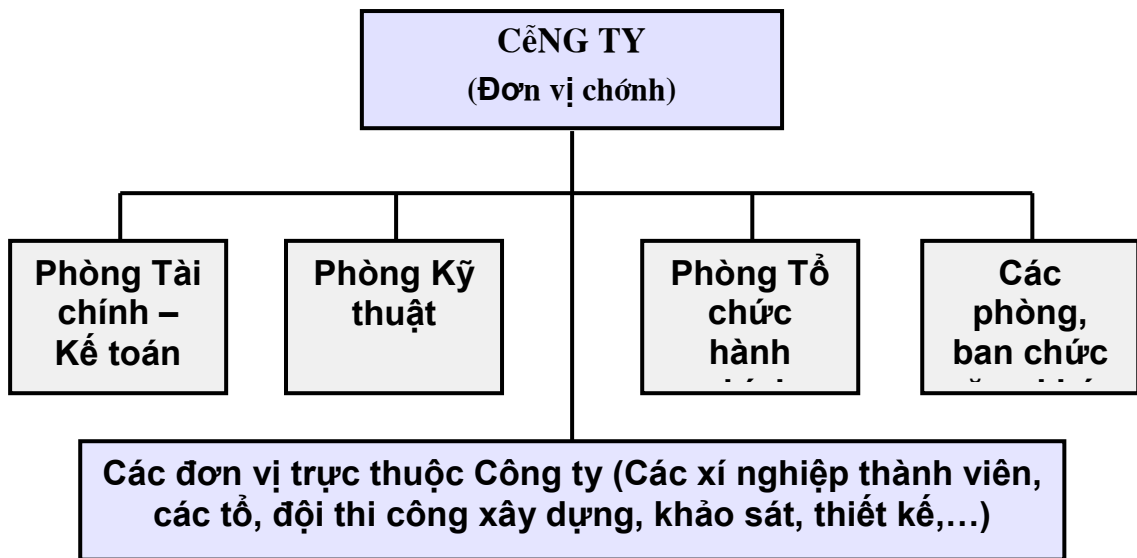 CễNG TY
(Đơn vị chớnh)
Phòng Tài
chính –
Kế toán
Phòng Kỹ
thuật
Phòng Tổ
chức
hành
Các
phòng,
ban chức
Các đơn vị trực thuộc Công ty (Các xí nghiệp thành viên,
các tổ, đội thi công xây dựng, khảo sát, thiết kế,…)